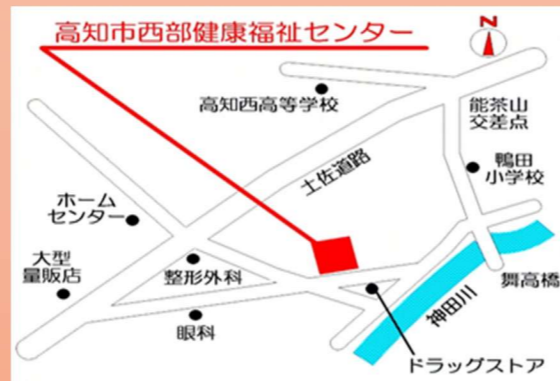 高知市西部健康福祉センター
N
高知西高等学校
能茶山
交差点
土佐道路
鴨田
小学校
ホーム
センター
大型
量販店
整形外科
眼科
舞高橋
神田川
ドラッグストア